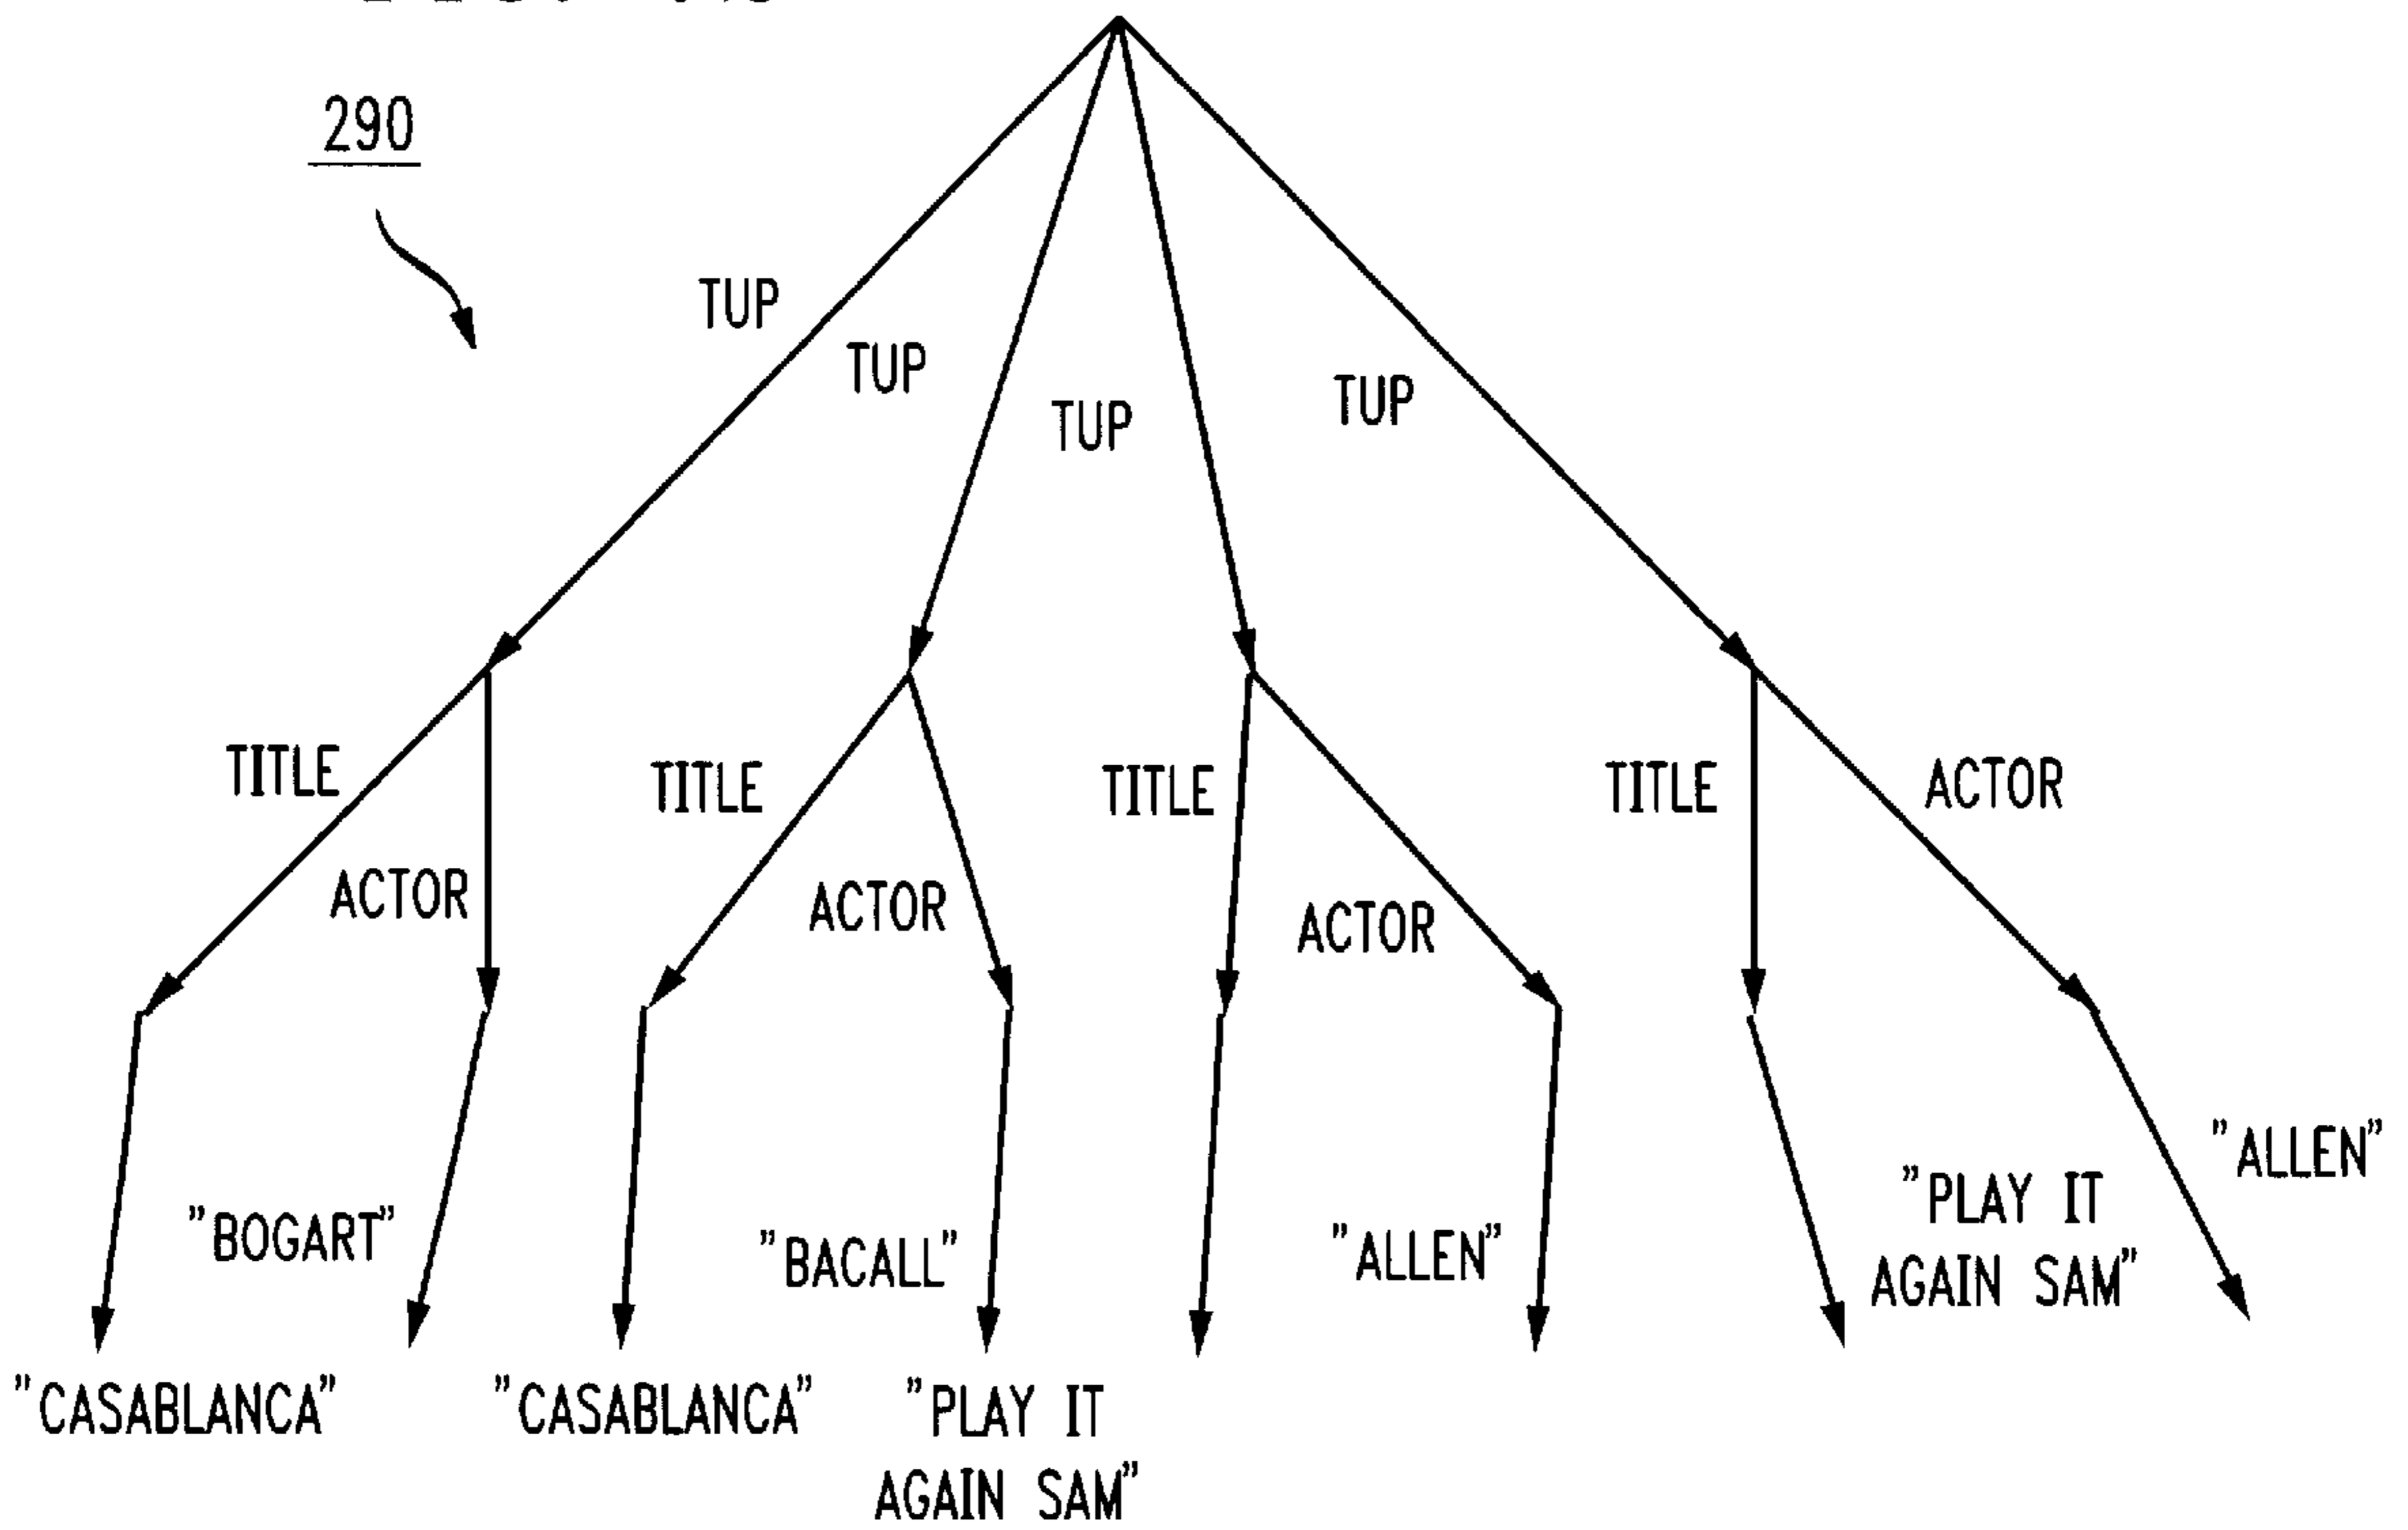 290
TUP
TUP
TUP
TUP
TITLE
ACTOR
TITLE
ACTOR
TITLE
ACTOR
TITLE
ACTOR
"BOGART"
"BACALL"
"ALLEN"
"PLAY IT
AGAIN SAM"
"ALLEN"
"CASABLANCA"
"CASABLANCA"
"PLAY IT
AGAIN SAM"